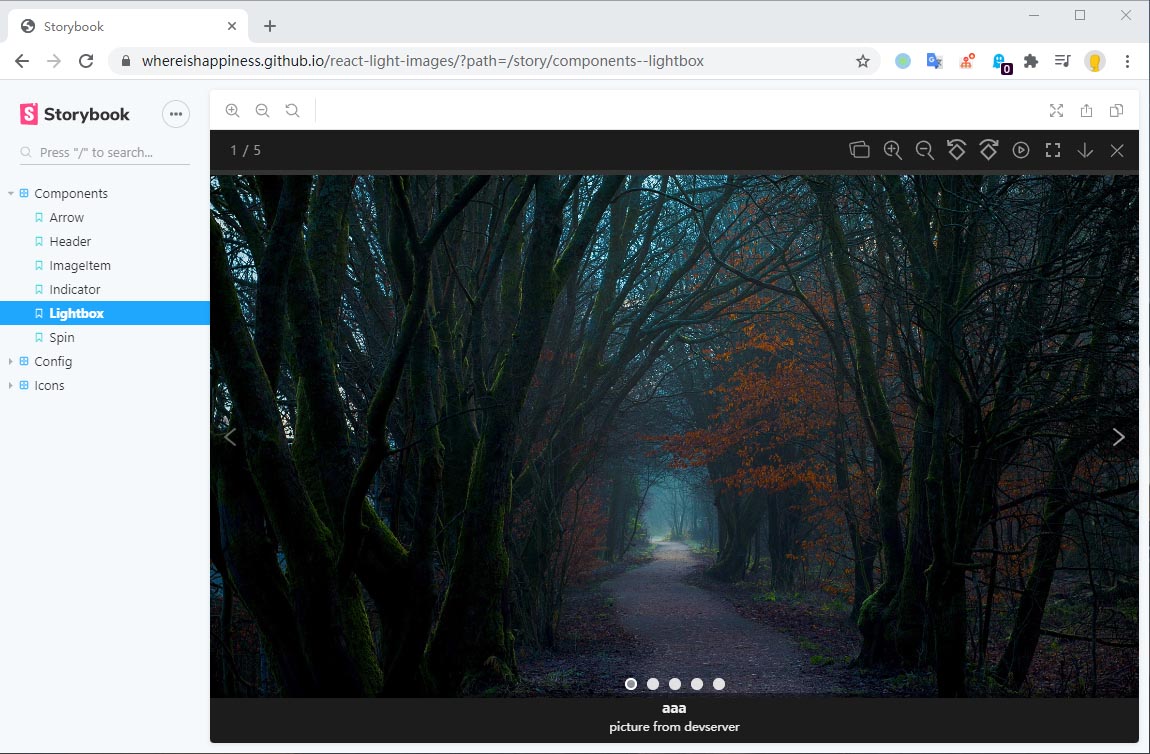 Storybook
whereishappiness.github.io/react-light-images/?path=/story/components--lightbox
0
Storybook
Press "/" to search...
Components
Arrow
Header
ImageItem
Indicator
Lightbox
Spin
Config
Icons
1 / 5
aaa
picture from devserver